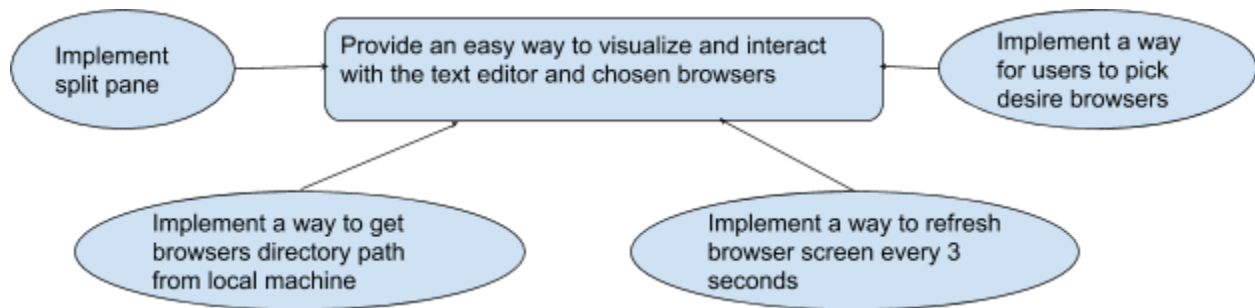 Implement
split pane
Provide an easy way to visualize and interact
with the text editor and chosen browsers
Implement a way
for users to pick
desire browsers
Implement a way to get
browsers directory path
from local machine
Implement a way to refresh
browser screen every 3
seconds